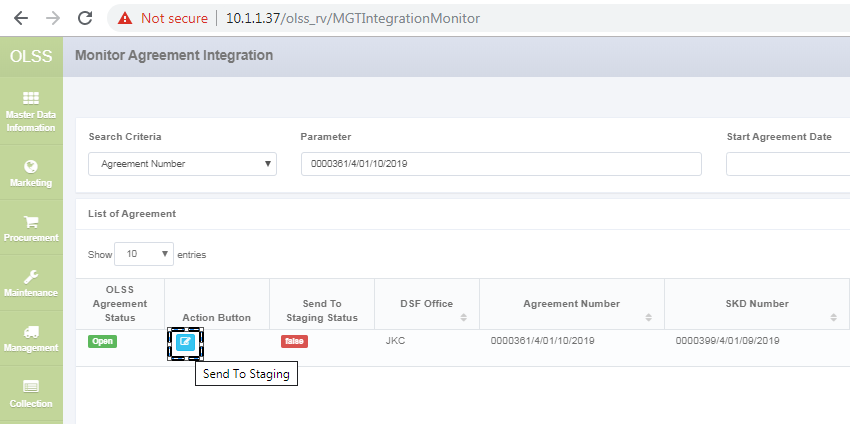 Not secure | 10.1.1.37/olss_rv/MGTIntegrationMonitor
OLSS
Monitor Agreement Integration
Master Data
Information
Marketing
Procurement
Maintenance
Management
Collection
Search Criteria Parameter Start Agreement Date
Agreement Number 0000361/4/01/10/2019
List of Agreement
Show 10 entries
OLSS
Agreement
Status
Action Button
Send To
Staging Status
DSF Office
Agreement Number
SKD Number
Open false JKC 0000361/4/01/10/2019 0000399/4/01/09/2019
Send To Staging